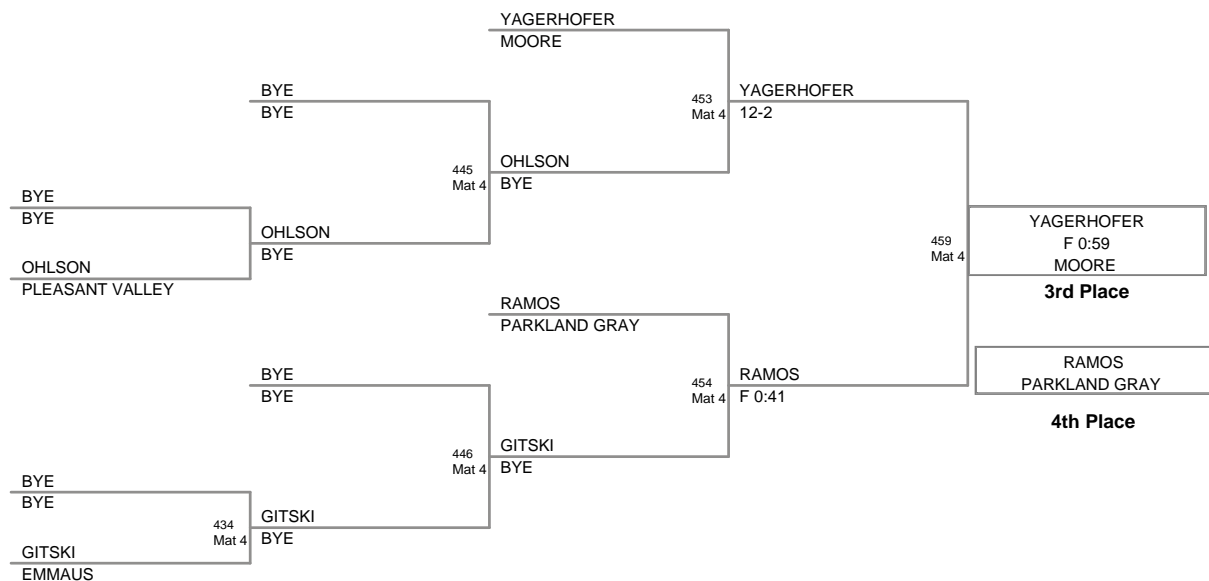 YAGERHOFER
MOORE
BYE
BYE
453
Mat 4
YAGERHOFER
12-2
445
Mat 4
OHLSON
BYE
BYE
BYE
OHLSON
BYE
OHLSON
PLEASANT VALLEY
459
Mat 4
YAGERHOFER
F 0:59
MOORE
3rd Place
RAMOS
PARKLAND GRAY
BYE
BYE
454
Mat 4
RAMOS
F 0:41
RAMOS
PARKLAND GRAY
4th Place
446
Mat 4
GITSKI
BYE
BYE
BYE
434
Mat 4
GITSKI
BYE
GITSKI
EMMAUS